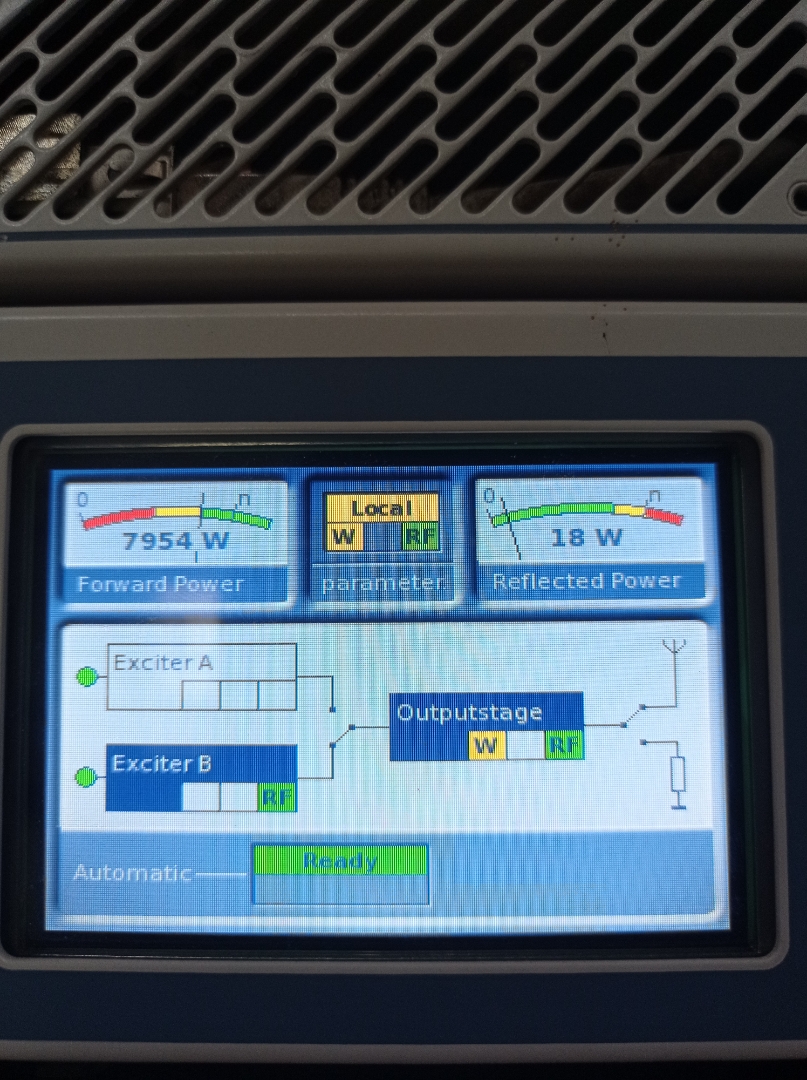 0 n
7954 W
Forward Power
Local
W RF
parameter
0 n
18 W
Reflected Power
Exciter A
Exciter B
RF
Outputstage
W RF
Automatic
Ready